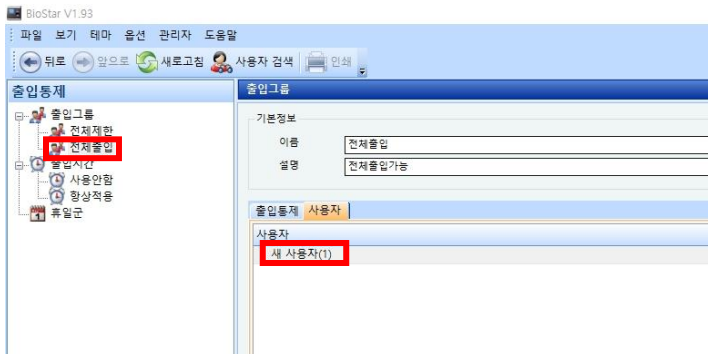 BioStar V1.93
파일 보기 테마 옵션 관리자 도움말
뒤로 앞으로 새로고침 사용자 검색 인쇄
출입통제
출입그룹
전체제한
전체출입
출입시간
사용안함
항상적용
휴일군
출입그룹
기본정보
이름 전체출입
설명 전체출입가능
출입통제 사용자
사용자
새 사용자(1)